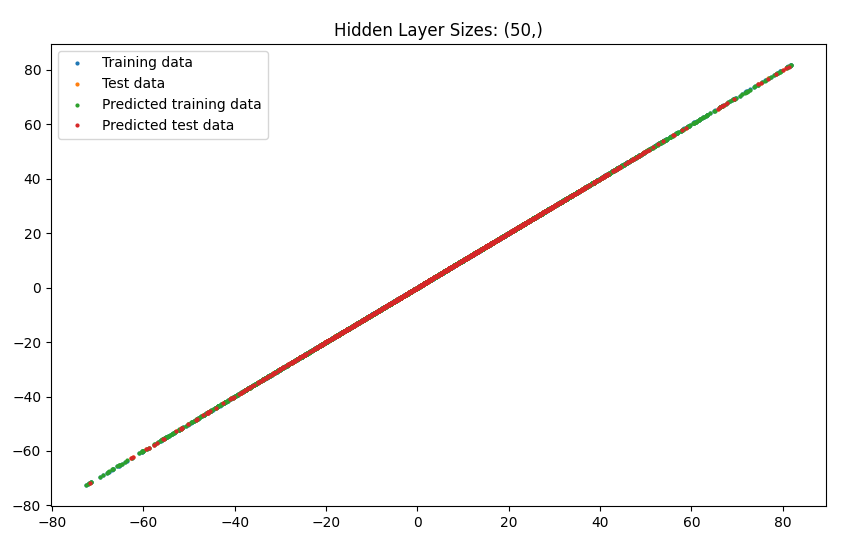 Hidden Layer Sizes: (50,)
Training data
Test data
Predicted training data
Predicted test data
80
60
40
20
0
−20
−40
−60
−80
−80 −60 −40 −20 0 20 40 60 80